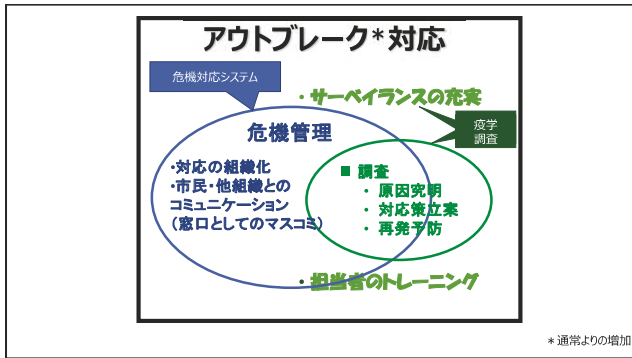 アウトブレーク*対応
危機対応システム
・サーベイランスの充実
危機管理
疫学
調査
・対応の組織化
・市民・他組織との
コミュニケーション
（窓口としてのマスコミ）
■ 調査
・ 原因究明
・ 対応策立案
・ 再発予防
・担当者のトレーニング
＊通常よりの増加